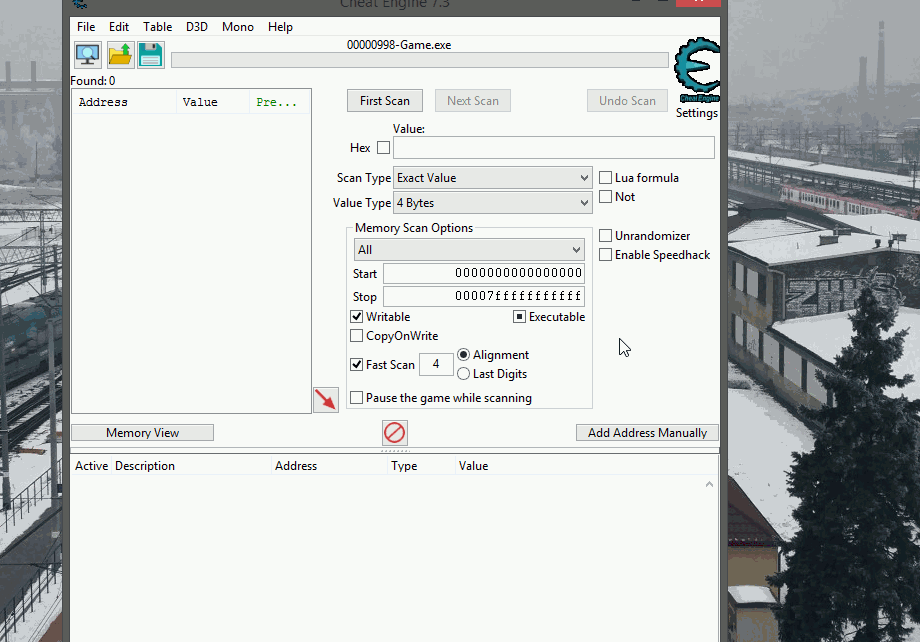 Cheat Engine 7.3
File Edit Table D3D Mono Help
00000998-Game.exe
Found: 0
Address Value Pre...
First Scan Next Scan Undo Scan
Cheat Engine
Settings
Value:
Hex
Scan Type Exact Value Lua formula
Not
Value Type 4 Bytes
Memory Scan Options
All
Unrandomizer
Enable Speedhack
Start 0000000000000000
Stop 00007fffffffffff
Writable Executable
CopyOnWrite
Fast Scan 4 Alignment
Last Digits
Pause the game while scanning
Memory View Add Address Manually
Active Description Address Type Value